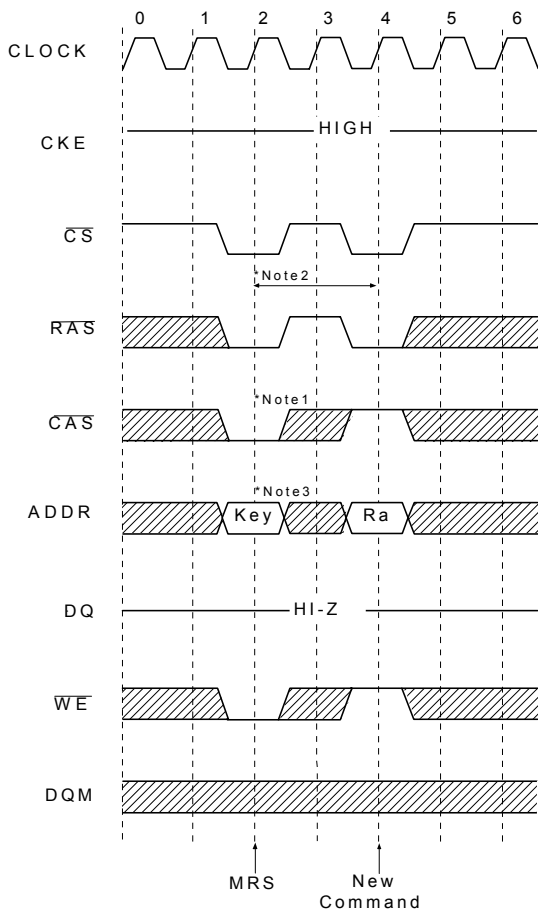 0 1 2 3 4 5 6
CLOCK
CKE
HIGH
CS
*Note2
RAS
*Note1
CAS
*Note3
ADDR
Key
Ra
DQ
HI-Z
WE
DQM
MRS
New
Command